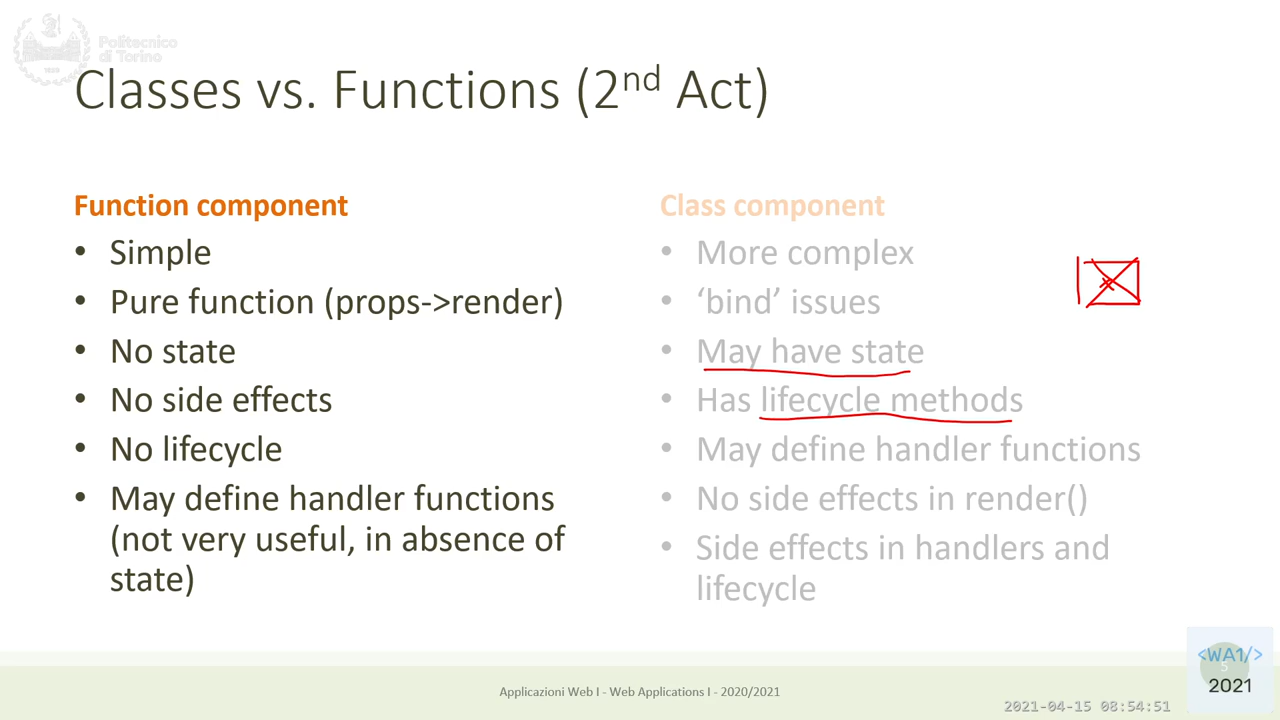 Politecnico
di Torino
Classes vs. Functions (2nd Act)
Function component
• Simple
• Pure function (props->render)
• No state
• No side effects
• No lifecycle
• May define handler functions
(not very useful, in absence of
state)
Class component
• More complex
• ‘bind’ issues
• May have state
• Has lifecycle methods
• May define handler functions
• No side effects in render()
• Side effects in handlers and
lifecycle
Applicazioni Web I - Web Applications I - 2020/2021
<WA1/>
5
2021
2021-04-15 08:54:51